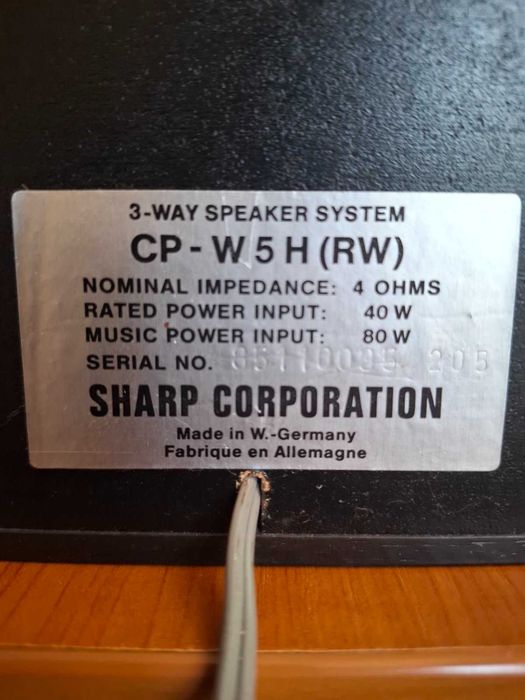 3-WAY SPEAKER SYSTEM
CP - W 5 H (RW)
NOMINAL IMPEDANCE: 4 OHMS
RATED POWER INPUT: 40 W
MUSIC POWER INPUT: 80 W
SERIAL NO.
SHARP CORPORATION
Made in W.-Germany
Fabrique en Allemagne